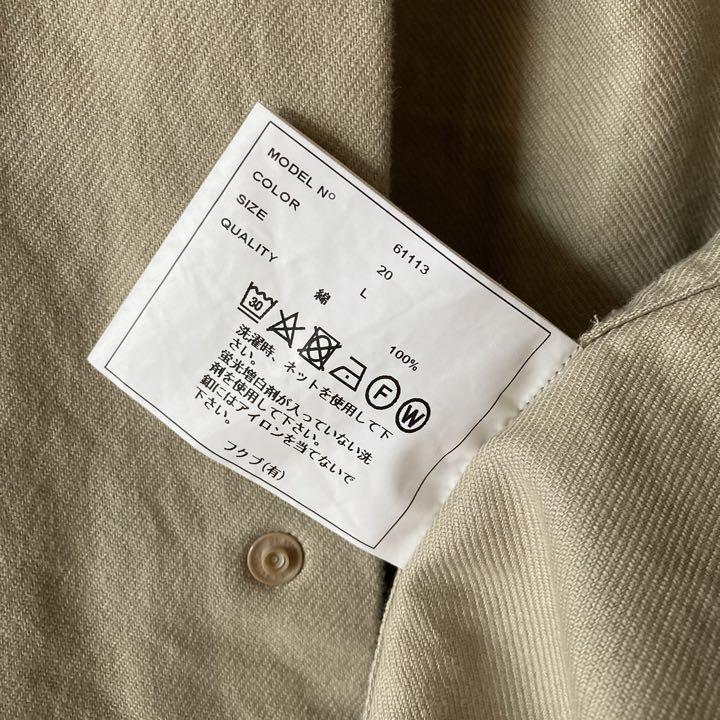 MODEL Nº 61113
COLOR 20
SIZE L
QUALITY 綿 100%
30 F W
洗濯時、ネットを使用して下
さい。
蛍光増白剤が入っていない洗
剤を使用して下さい。
釦にはアイロンを当てないで
下さい。
フクブ(有)